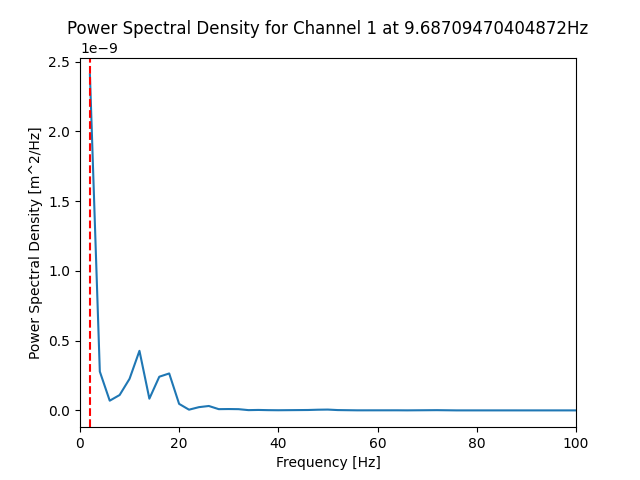 Power Spectral Density for Channel 1 at 9.68709470404872Hz
1e−9
2.5
2.0
1.5
1.0
0.5
0.0
Power Spectral Density [m^2/Hz]
0 20 40 60 80 100
Frequency [Hz]